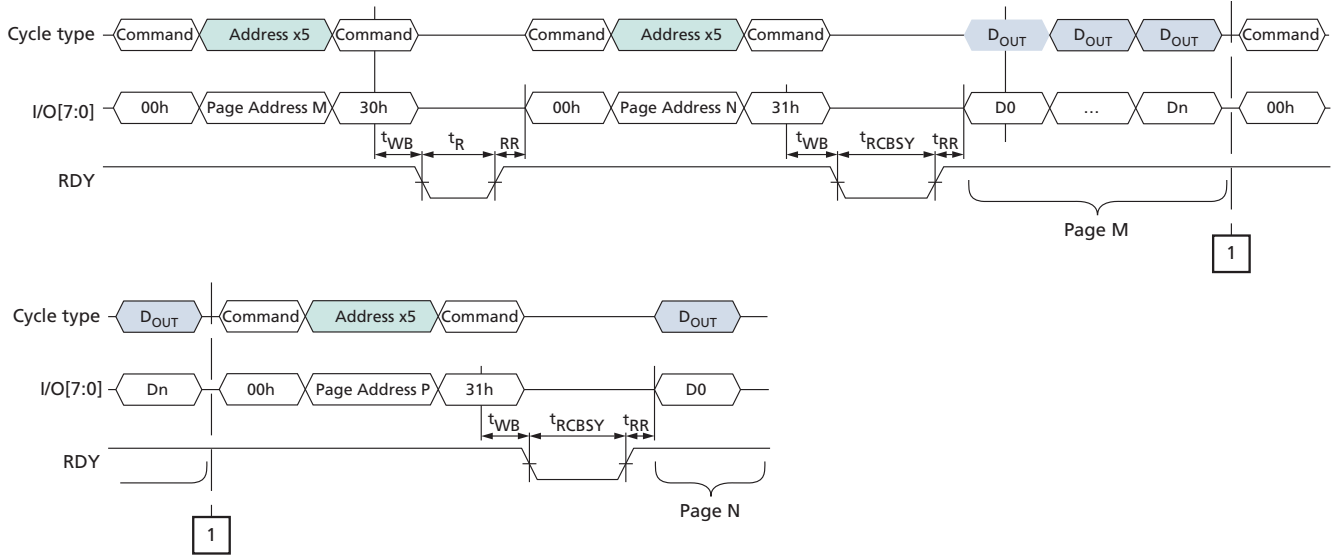 Cycle type Command Address x5 Command Command Address x5 Command DOUT DOUT DOUT Command
I/O[7:0] 00h Page Address M 30h 00h Page Address N 31h D0 ... Dn 00h
tWB tR RR tWB tRCBSY tRR
RDY
Page M
1
Cycle type DOUT Command Address x5 Command DOUT
I/O[7:0] Dn 00h Page Address P 31h D0
tWB tRCBSY tRR
RDY
Page N
1